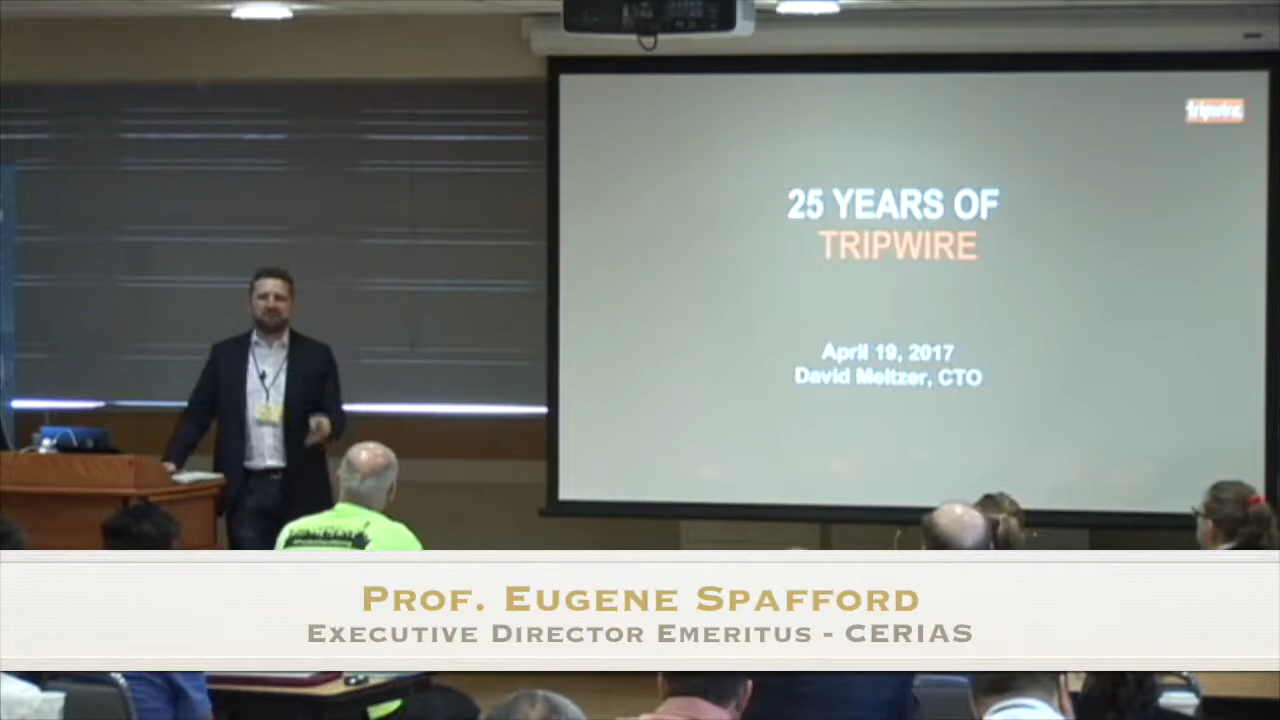 tripwire
25 YEARS OF
TRIPWIRE
April 19, 2017
David Meltzer, CTO
Prof. Eugene Spafford
Executive Director Emeritus - CERIAS